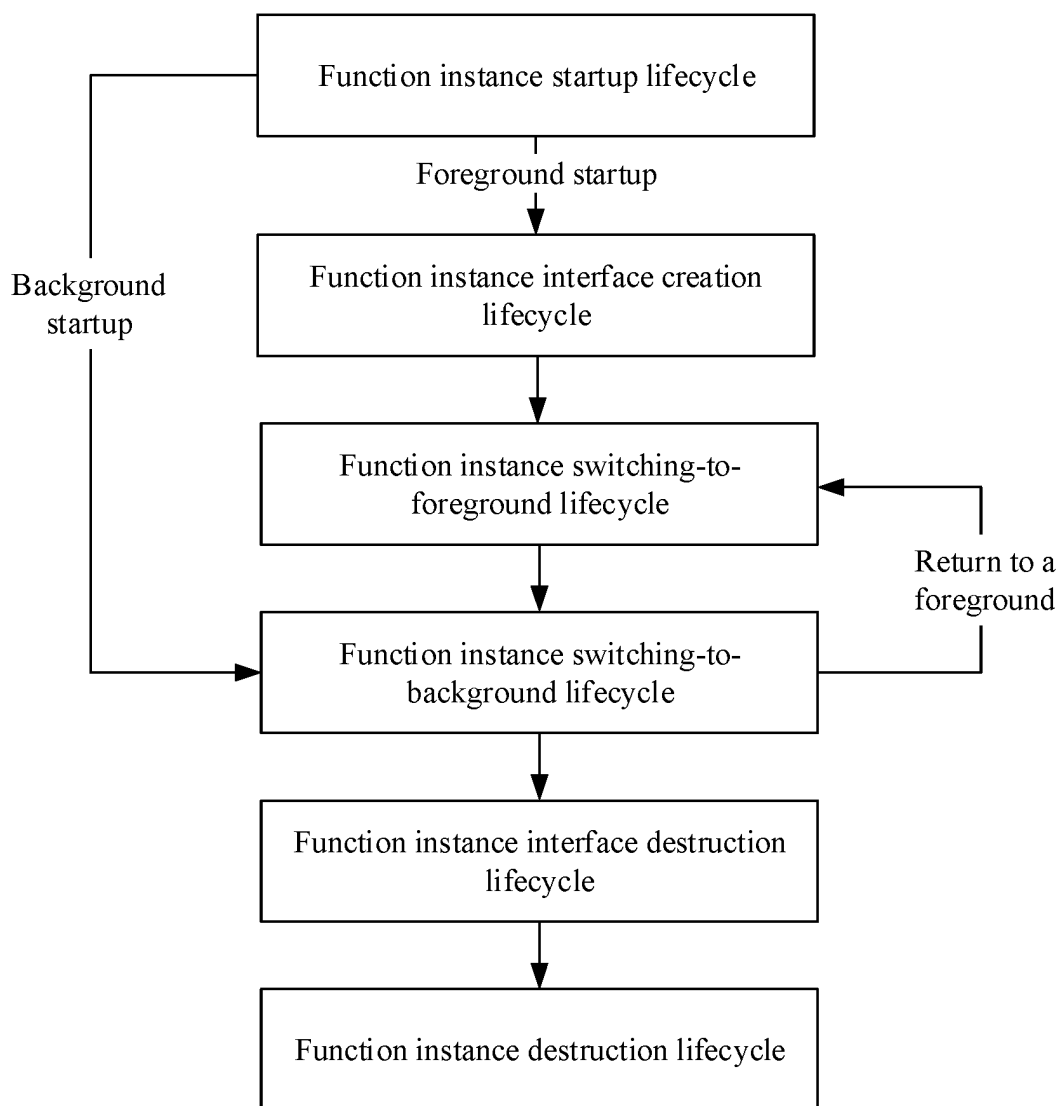 Function instance startup lifecycle
Foreground startup
Function instance interface creation
lifecycle
Background
startup
Function instance switching-to-
foreground lifecycle
Return to a
foreground
Function instance switching-to-
background lifecycle
Function instance interface destruction
lifecycle
Function instance destruction lifecycle